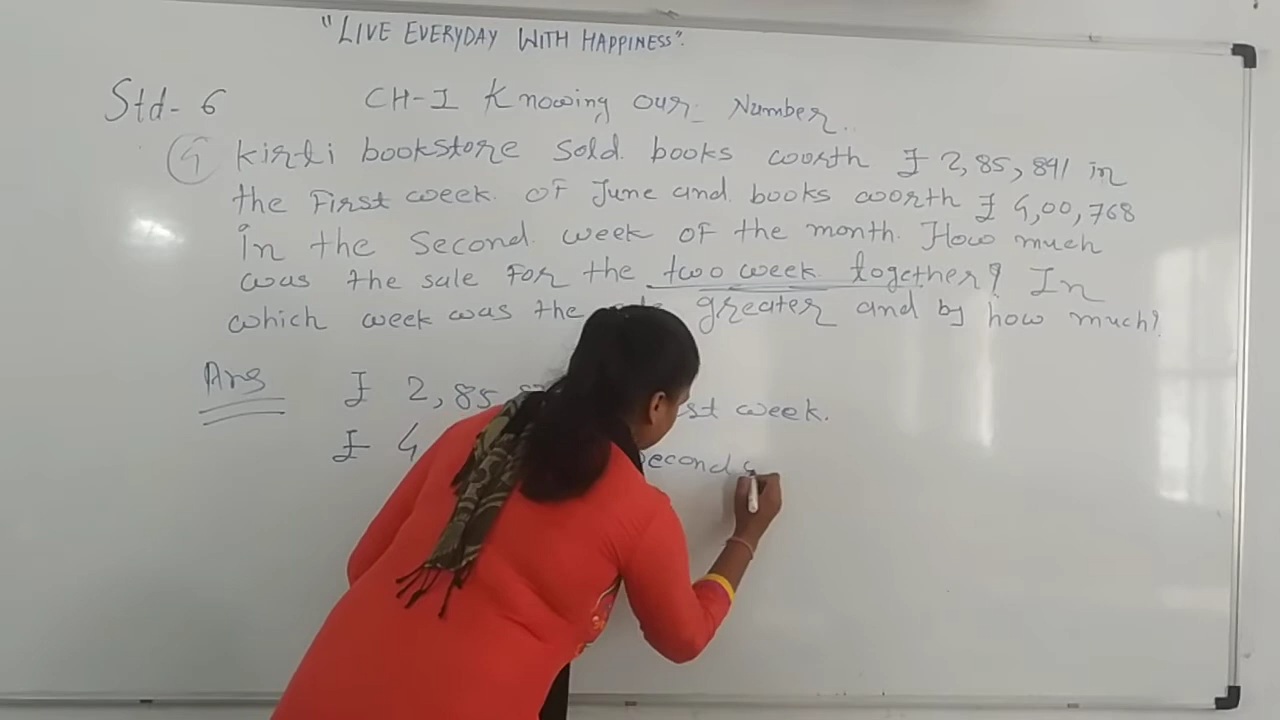 "LIVE EVERYDAY WITH HAPPINESS".
Std- 6 CH-I Knowing our Number.
4 Kirti bookstore sold books worth ₹ 2,85,891 in
the First week of June and books worth ₹ 4,00,768
in the second week of the month. How much
was the sale for the two week together? In
which week was the greater and by how much?
Ans ₹ 2,85, st week.
₹ 4 second